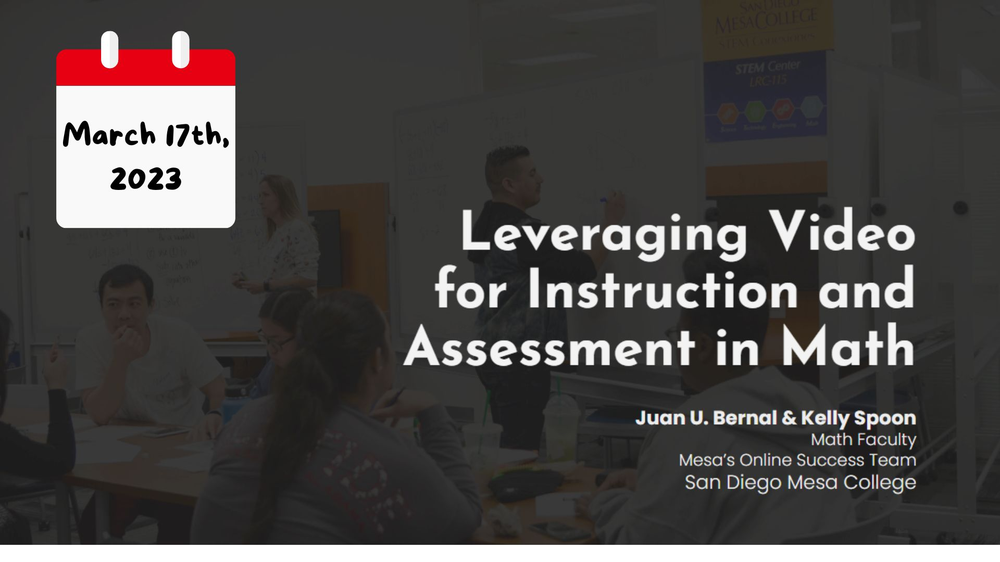 March 17th,
2023
SAN DIEGO
MESA COLLEGE
STEM Conexiones
STEM Center
LRC-115
Science Technology Engineering Math
Leveraging Video
for Instruction and
Assessment in Math
Juan U. Bernal & Kelly Spoon
Math Faculty
Mesa's Online Success Team
San Diego Mesa College